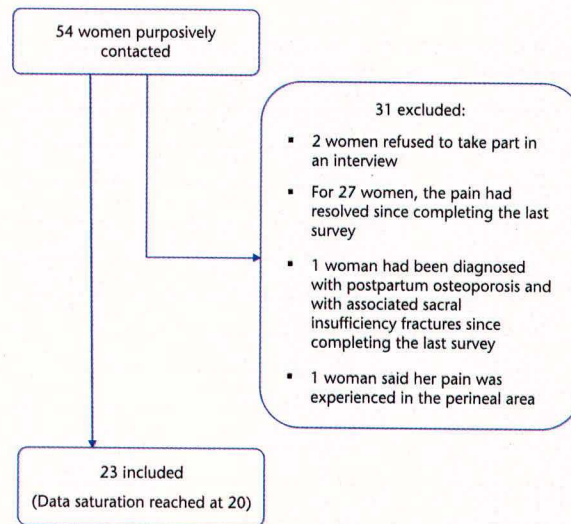 54 women purposively
contacted
31 excluded:
▪ 2 women refused to take part in
an interview
▪ For 27 women, the pain had
resolved since completing the last
survey
▪ 1 woman had been diagnosed
with postpartum osteoporosis and
with associated sacral
insufficiency fractures since
completing the last survey
▪ 1 woman said her pain was
experienced in the perineal area
23 included
(Data saturation reached at 20)